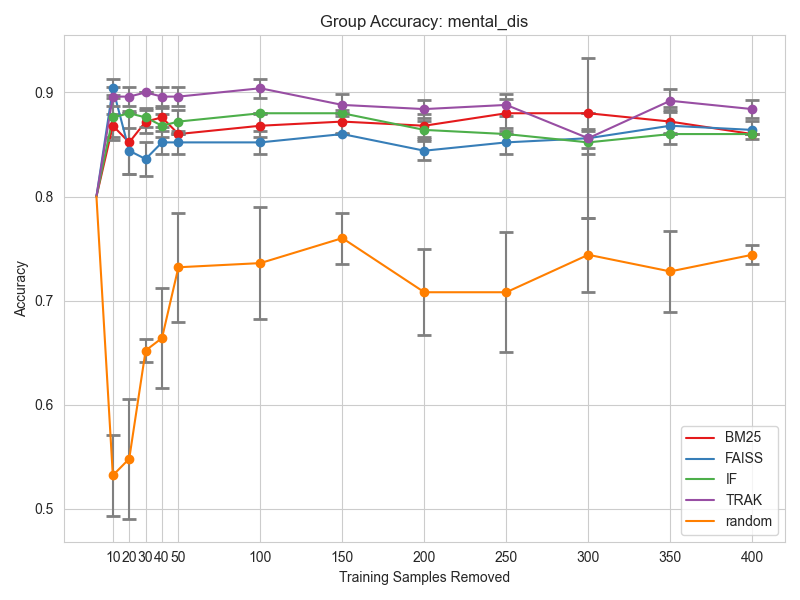 Group Accuracy: mental_dis
Accuracy
0.9
0.8
0.7
0.6
0.5
10 20 30 40 50 100 150 200 250 300 350 400
Training Samples Removed
BM25
FAISS
IF
TRAK
random